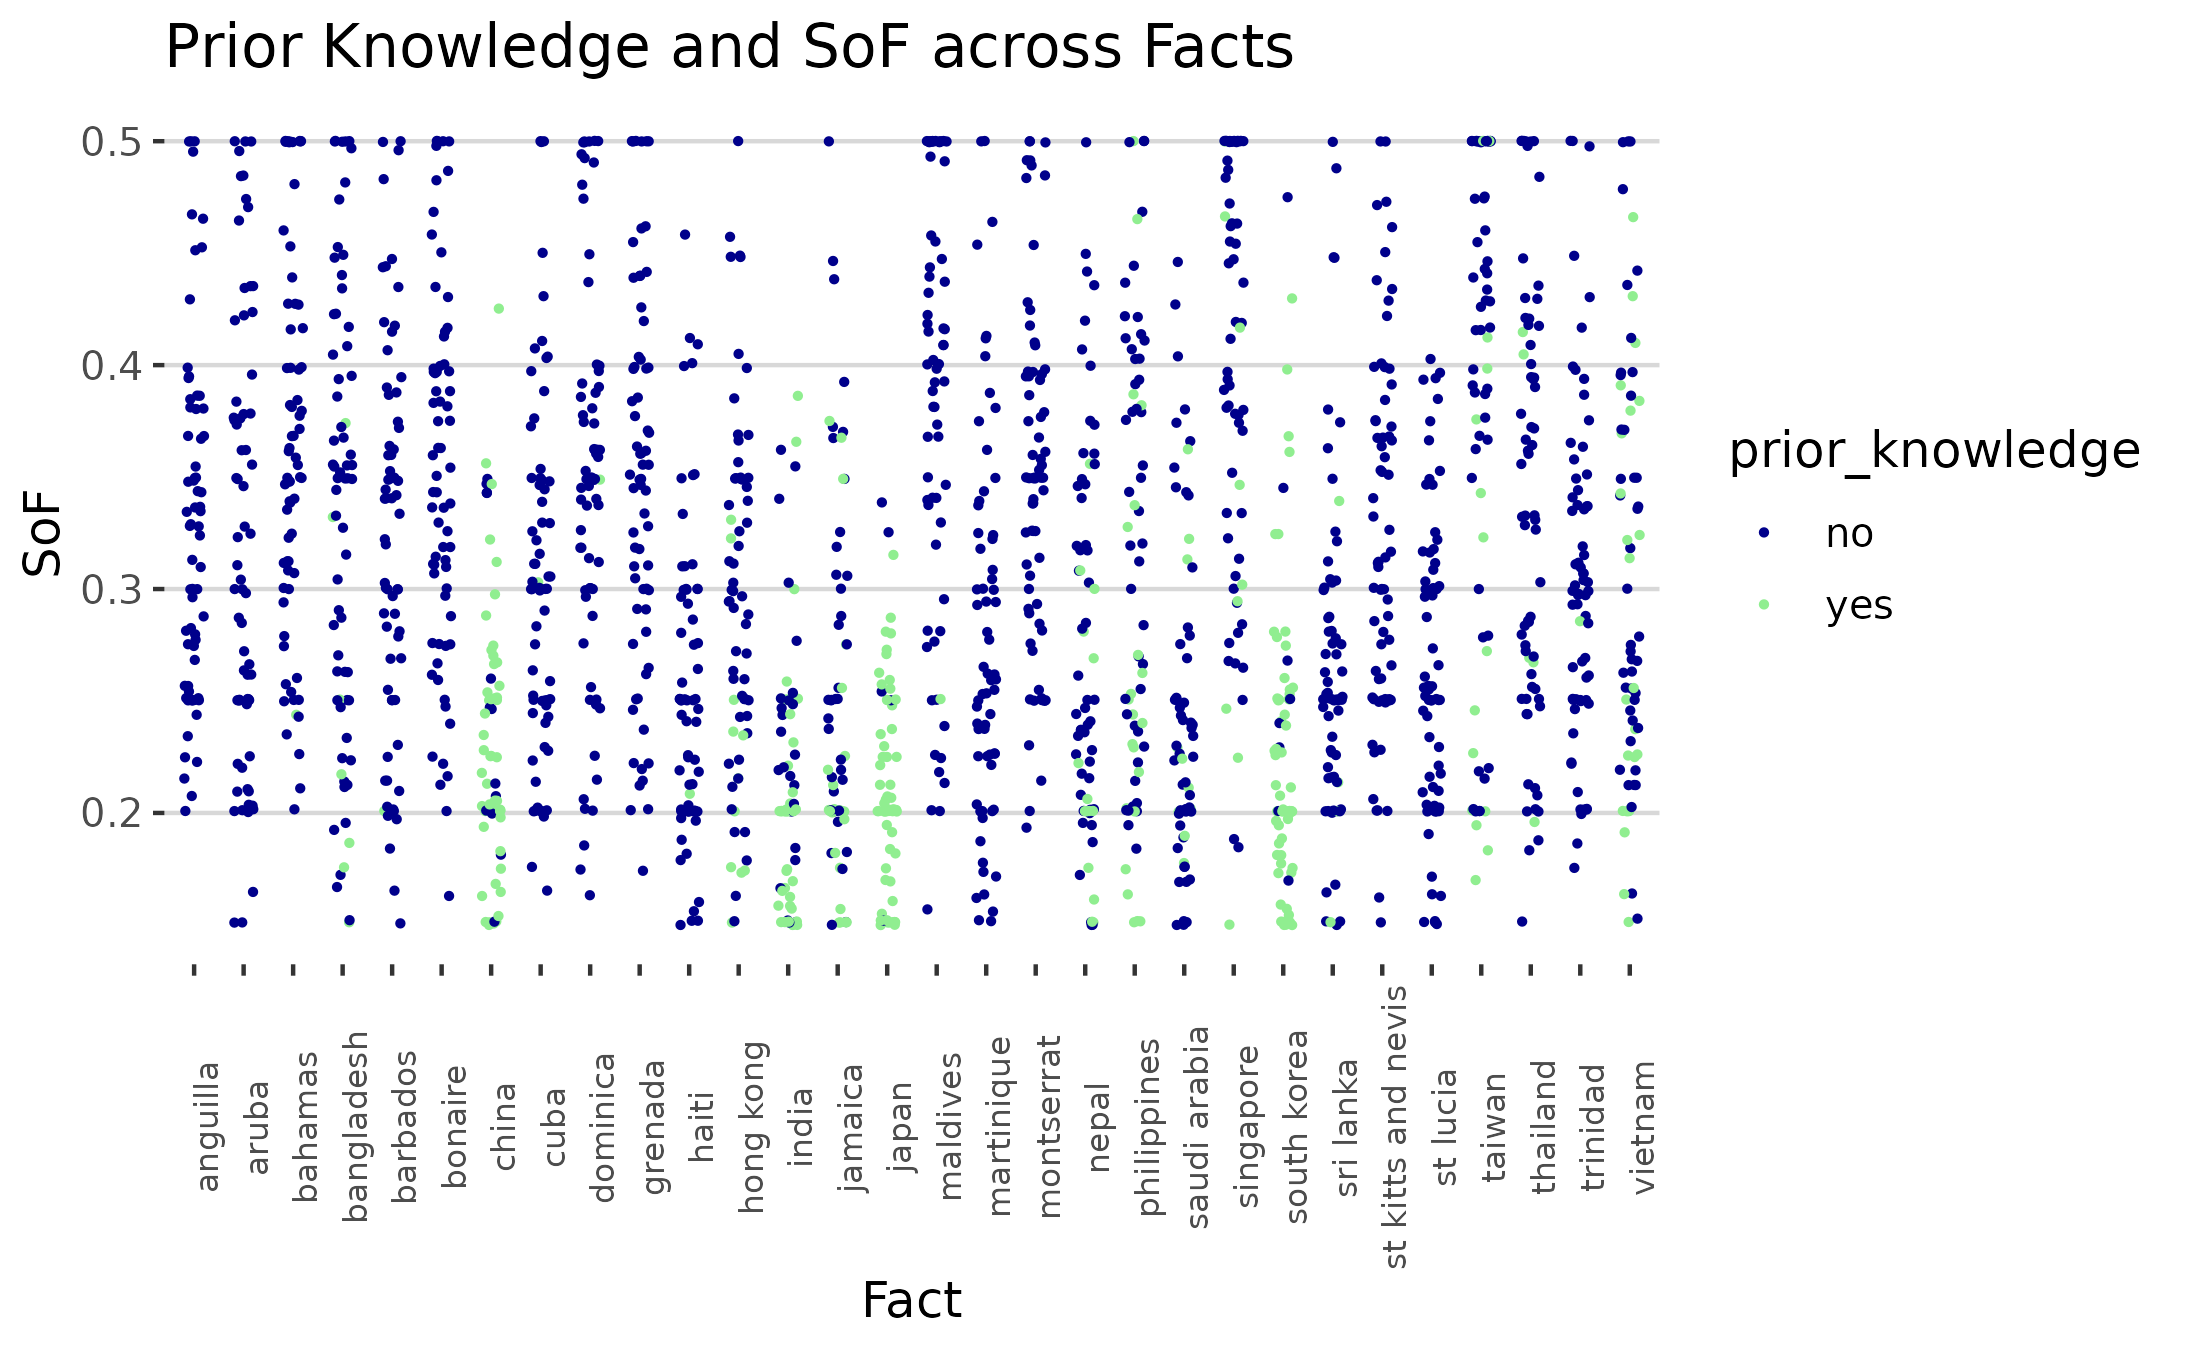 Prior Knowledge and SoF across Facts
0.5
0.4
0.3
0.2
SoF
prior_knowledge
no
yes
anguilla
aruba
bahamas
bangladesh
barbados
bonaire
china
cuba
dominica
grenada
haiti
hong kong
india
jamaica
japan
maldives
martinique
montserrat
nepal
philippines
saudi arabia
singapore
south korea
sri lanka
st kitts and nevis
st lucia
taiwan
thailand
trinidad
vietnam
Fact